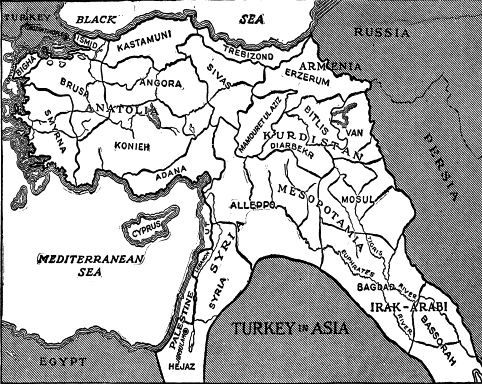 TURKEY
BLACK SEA
RUSSIA
ISMID
KASTAMUNI
TREBIZOND
ARMENIA
ERZERUM
BIGHA
BRUSA
ANGORA
SIVAS
ANATOLIA
MAMURET UL AZIZ
BITLIS
VAN
KURDISTAN
DIARBEKR
SMYRNA
KONIEH
ADANA
PERSIA
ALLEPPO
MESOPOTAMIA
MOSUL
CYPRUS
MEDITERRANEAN
SEA
LEBANON
SYRIA
SYRIA
TIGRIS
EUPHRATES
RIVER
RIVER
BAGDAD
IRAK-ARABI
BASSORAH
PALESTINE
TURKEY IN ASIA
EGYPT
HEJAZ